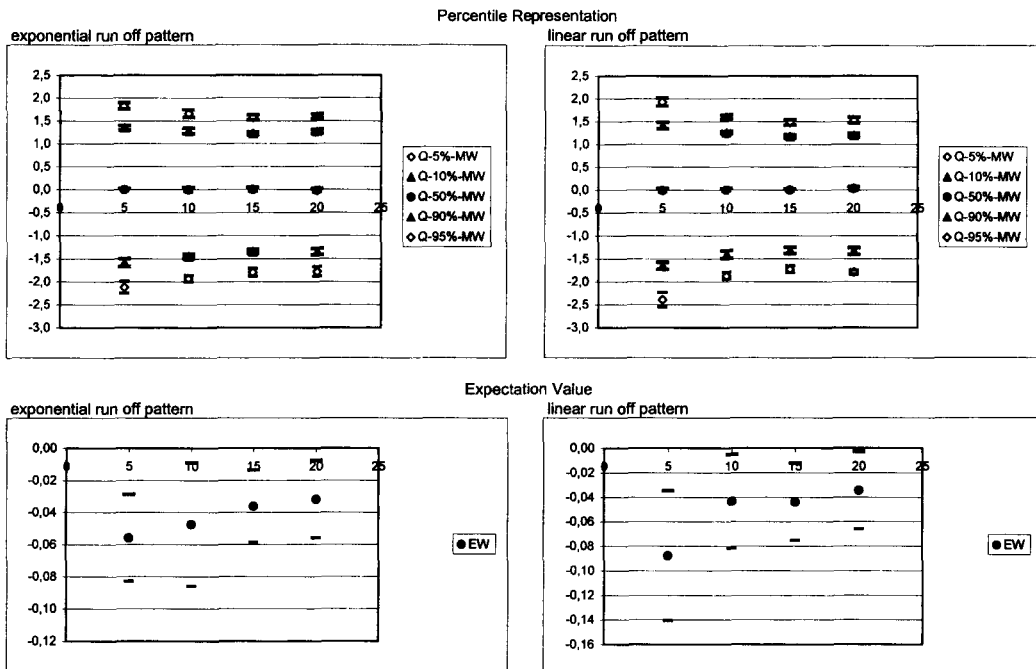 Percentile Representation
exponential run off pattern
2,5
2,0
1,5
1,0
0,5
0,0
-0,5
-1,0
-1,5
-2,0
-2,5
-3,0
0 5 10 15 20 25
Q-5%-MW
Q-10%-MW
Q-50%-MW
Q-90%-MW
Q-95%-MW
linear run off pattern
2,5
2,0
1,5
1,0
0,5
0,0
-0,5
-1,0
-1,5
-2,0
-2,5
-3,0
0 5 10 15 20 25
Q-5%-MW
Q-10%-MW
Q-50%-MW
Q-90%-MW
Q-95%-MW
Expectation Value
exponential run off pattern
0,00
-0,02
-0,04
-0,06
-0,08
-0,10
-0,12
0 5 10 15 20 25
EW
linear run off pattern
0,00
-0,02
-0,04
-0,06
-0,08
-0,10
-0,12
-0,14
-0,16
0 5 10 15 20 25
EW